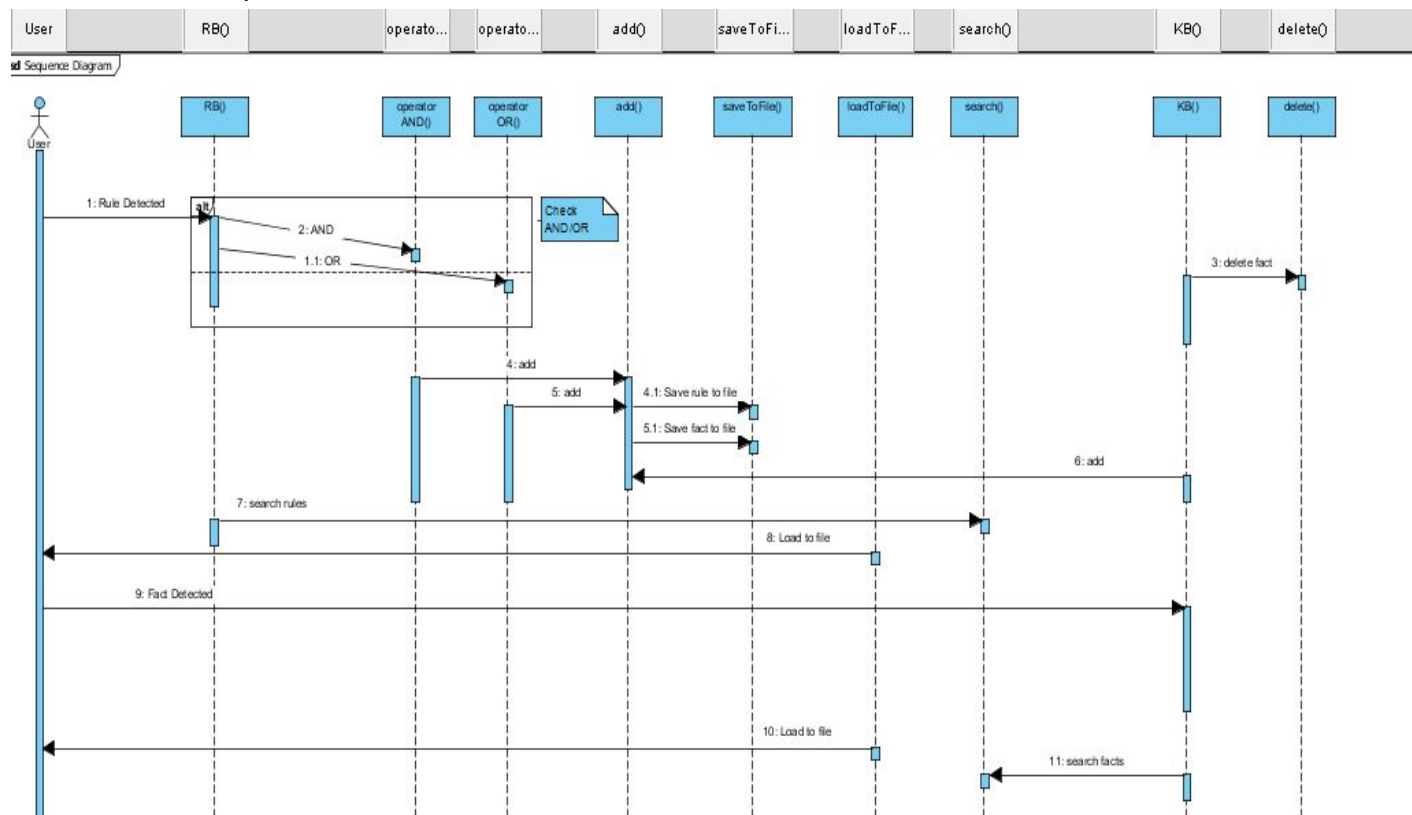 User RB() operato... operato... add() saveToFi... loadToF... search() KB() delete()
sd Sequence Diagram
RB()
operator
AND()
operator
OR()
add()
saveToFile()
loadToFile()
search()
KB()
delete()
User
1: Rule Detected
alt
Check
AND/OR
2: AND
1.1: OR
3: delete fact
4: add
5: add
4.1: Save rule to file
5.1: Save fact to file
6: add
7: search rules
8: Load to file
9: Fact Detected
10: Load to file
11: search facts